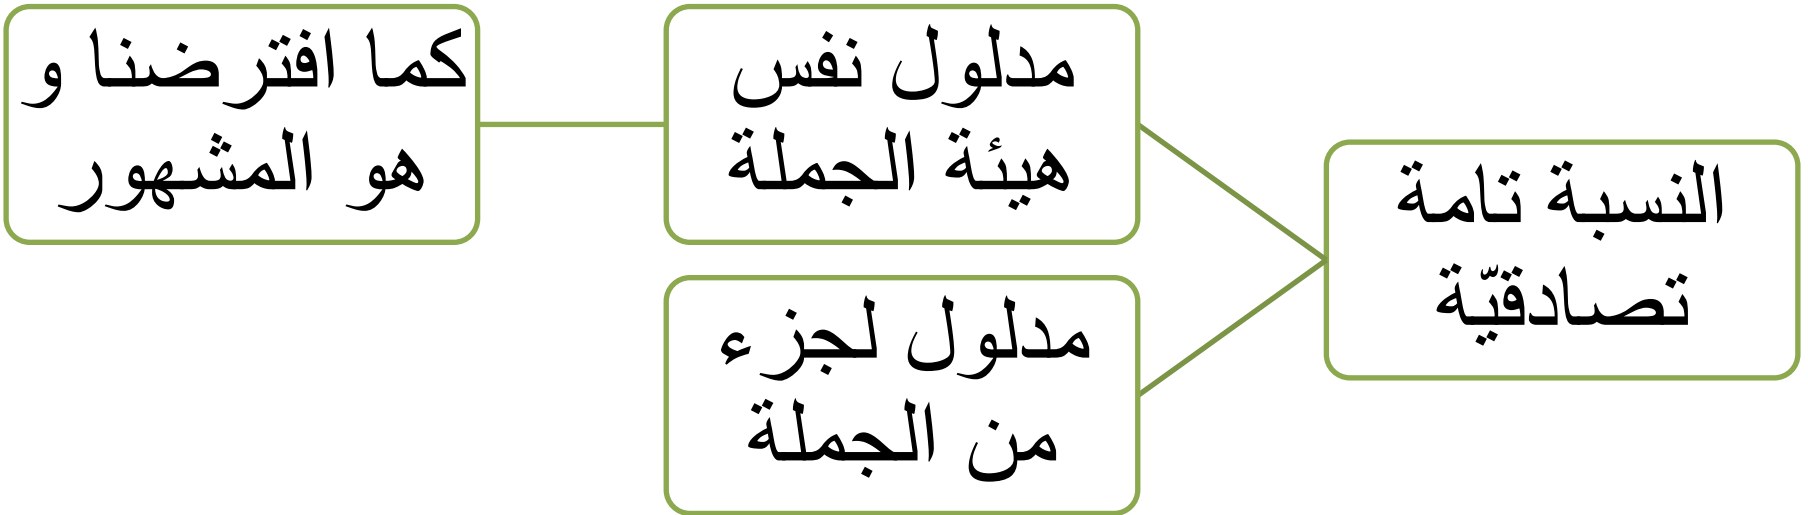 النسبة تامة
تصادقيّة
مدلول نفس
هيئة الجملة
كما افترضنا و
هو المشهور
مدلول لجزء
من الجملة